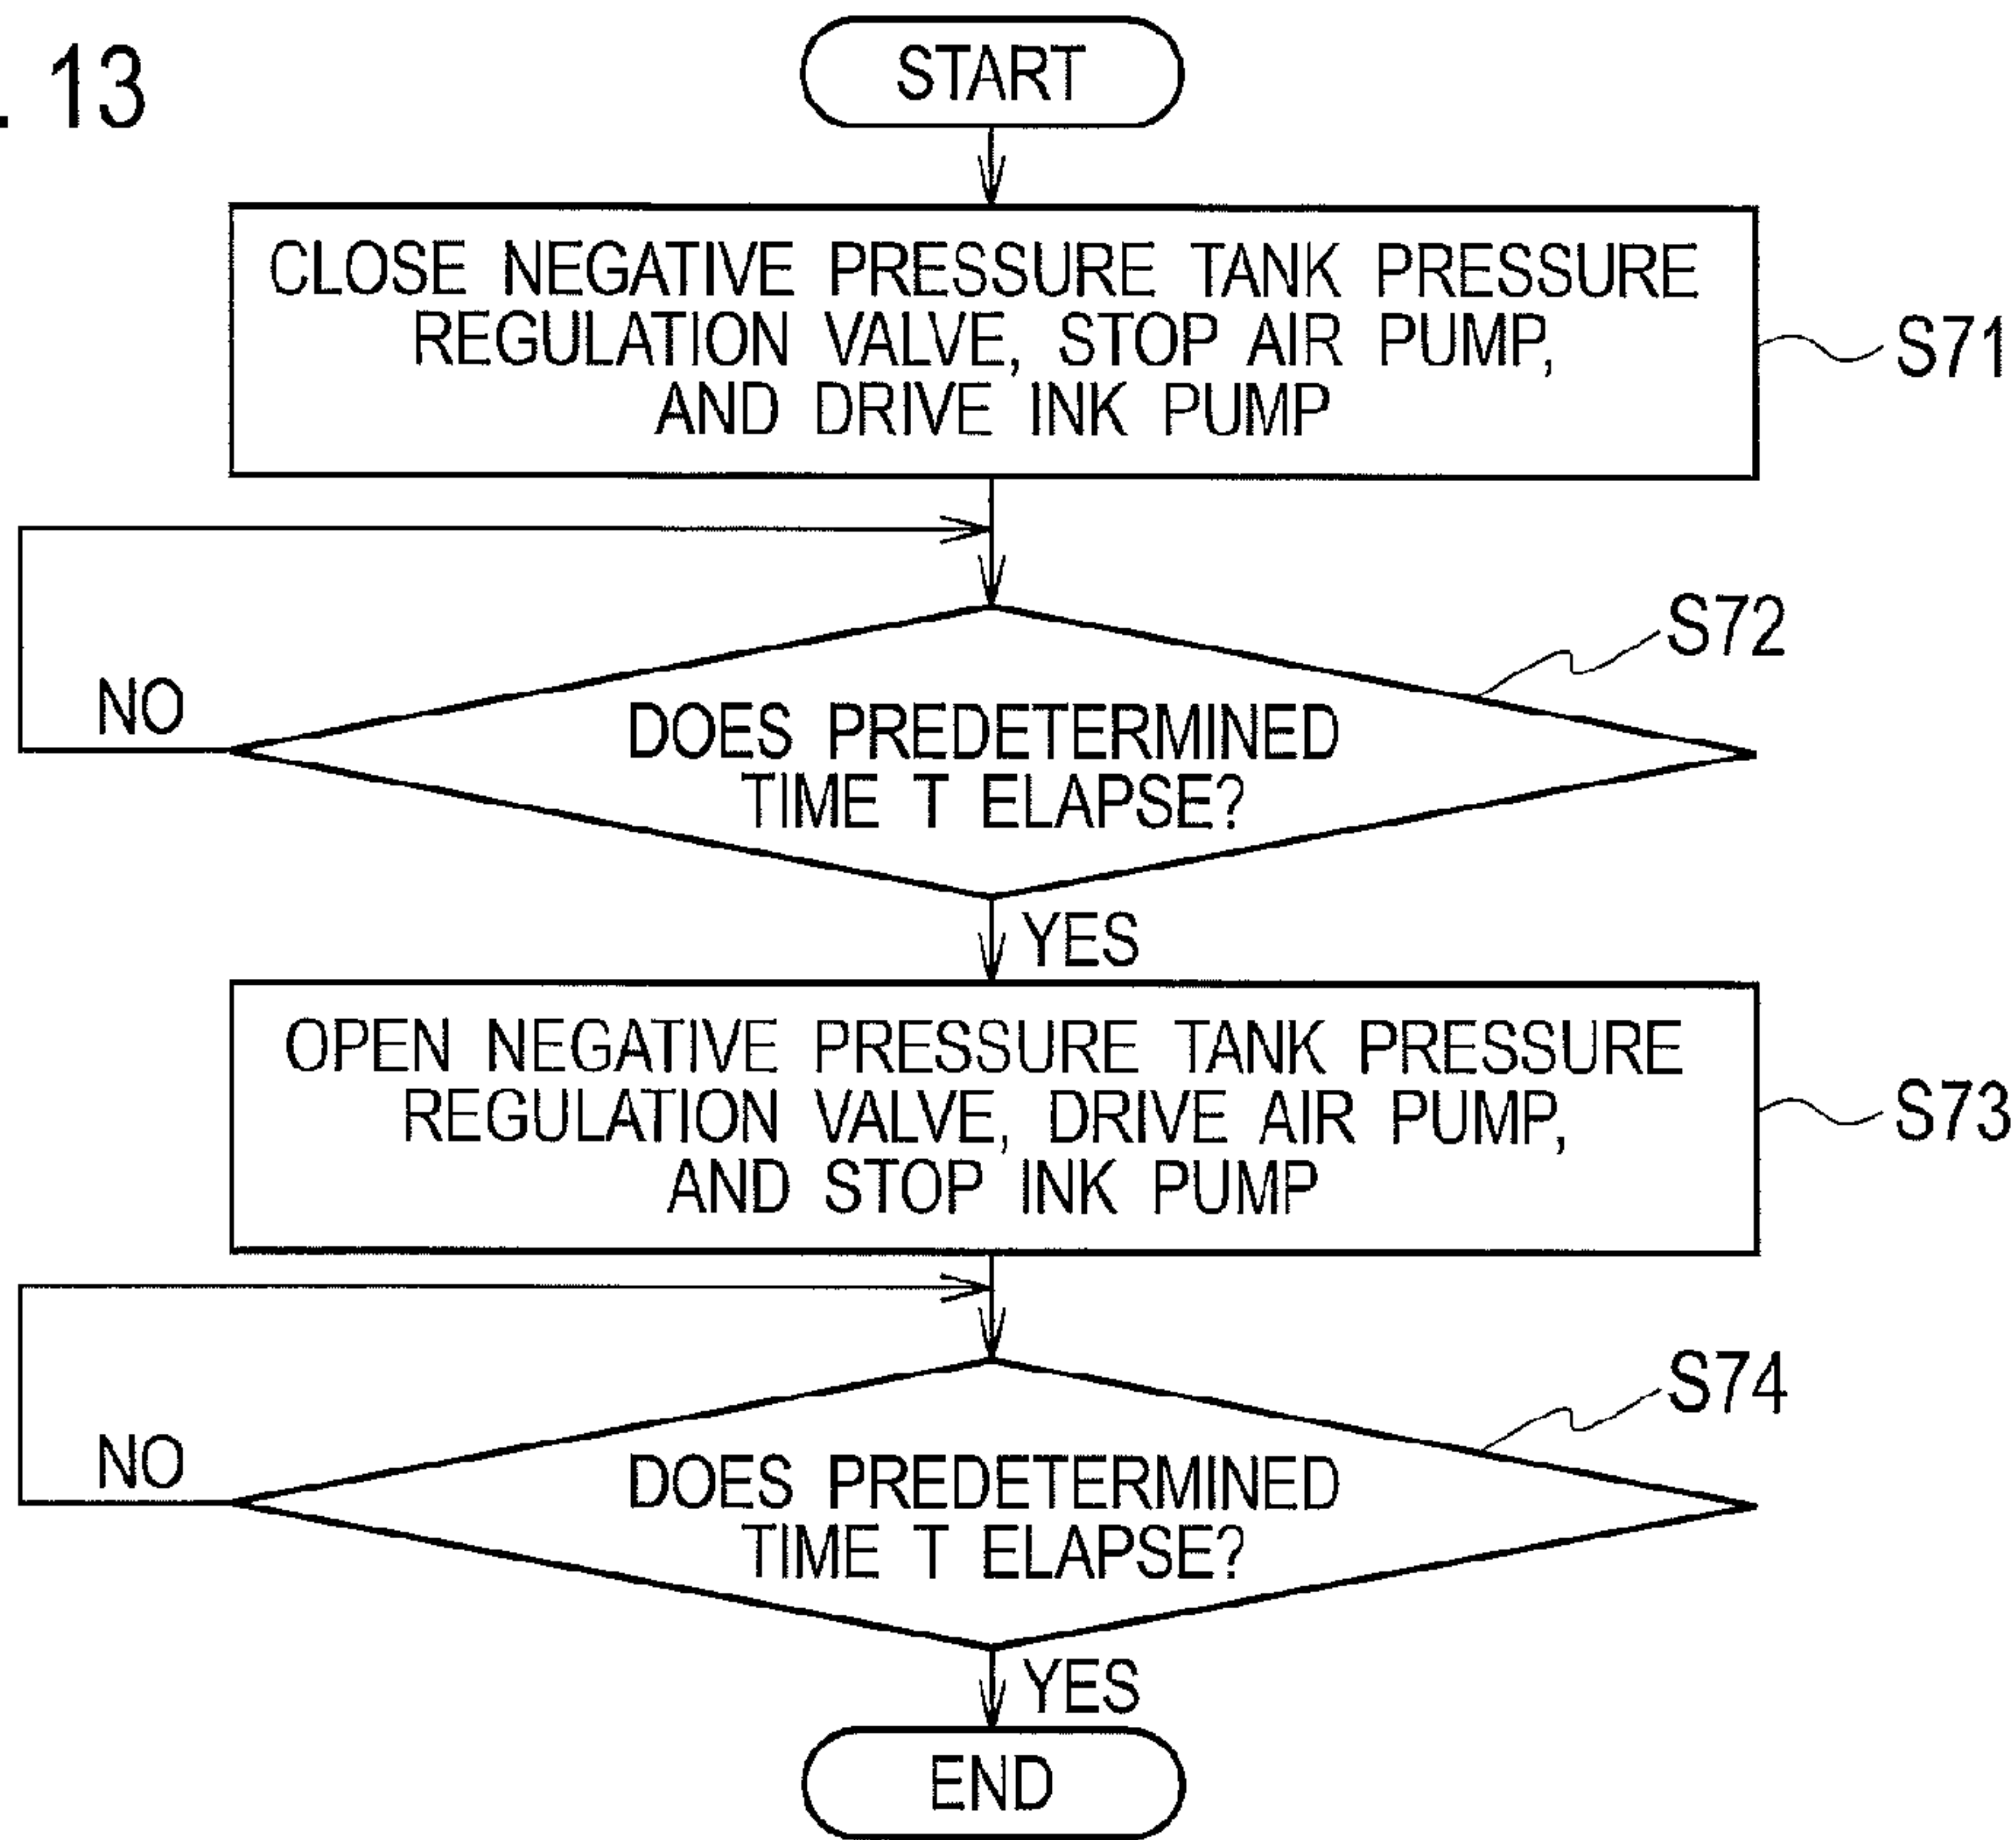 . 13
START
CLOSE NEGATIVE PRESSURE TANK PRESSURE
REGULATION VALVE, STOP AIR PUMP,
AND DRIVE INK PUMP
S71
S72
NO
DOES PREDETERMINED
TIME T ELAPSE?
YES
OPEN NEGATIVE PRESSURE TANK PRESSURE
REGULATION VALVE, DRIVE AIR PUMP,
AND STOP INK PUMP
S73
S74
NO
DOES PREDETERMINED
TIME T ELAPSE?
YES
END